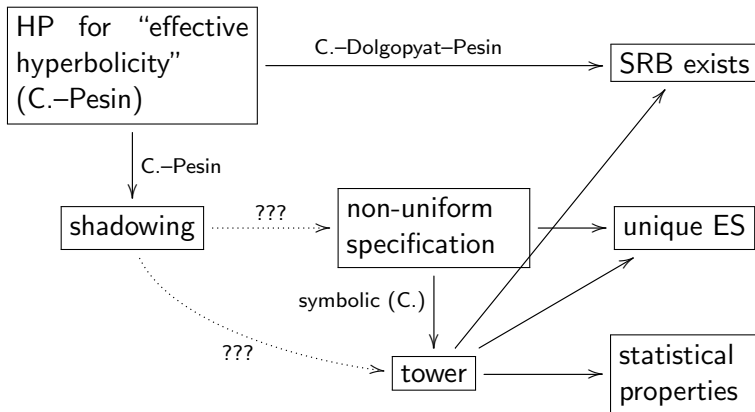 HP for “effective
hyperbolicity”
(C.–Pesin)
C.–Dolgopyat–Pesin
SRB exists
C.–Pesin
shadowing
???
non-uniform
specification
unique ES
symbolic (C.)
???
tower
statistical
properties